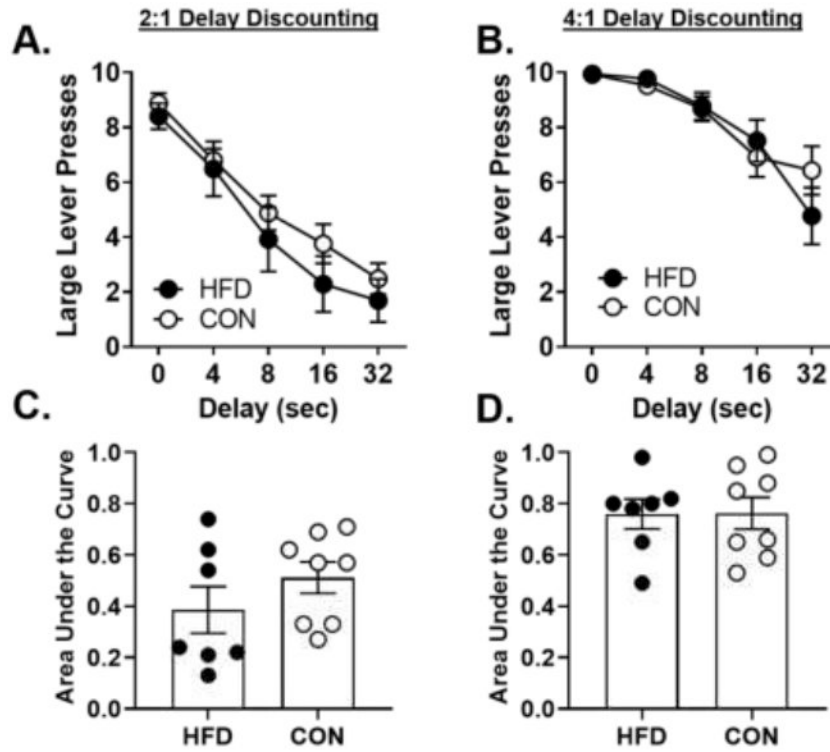 2:1 Delay Discounting
A.
Large Lever Presses
10
8
6
4
2
0
HFD
CON
0 4 8 16 32
Delay (sec)
4:1 Delay Discounting
B.
Large Lever Presses
10
8
6
4
2
0
HFD
CON
0 4 8 16 32
Delay (sec)
C.
Area Under the Curve
1.0
0.8
0.6
0.4
0.2
0.0
HFD CON
D.
Area Under the Curve
1.0
0.8
0.6
0.4
0.2
0.0
HFD CON